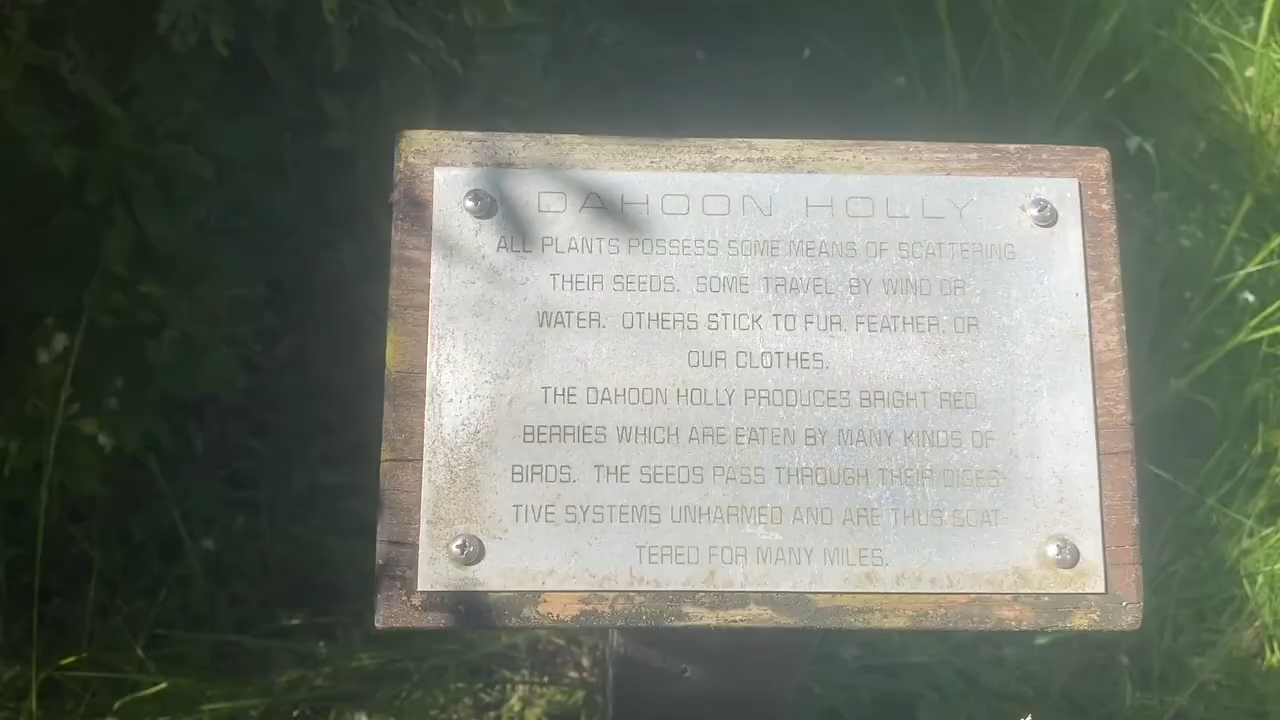 DAHOON HOLLY
ALL PLANTS POSSESS SOME MEANS OF SCATTERING
THEIR SEEDS. SOME TRAVEL BY WIND OR
WATER. OTHERS STICK TO FUR, FEATHER, OR
OUR CLOTHES.
THE DAHOON HOLLY PRODUCES BRIGHT RED
BERRIES WHICH ARE EATEN BY MANY KINDS OF
BIRDS. THE SEEDS PASS THROUGH THEIR DIGES-
TIVE SYSTEMS UNHARMED AND ARE THUS SCAT-
TERED FOR MANY MILES.